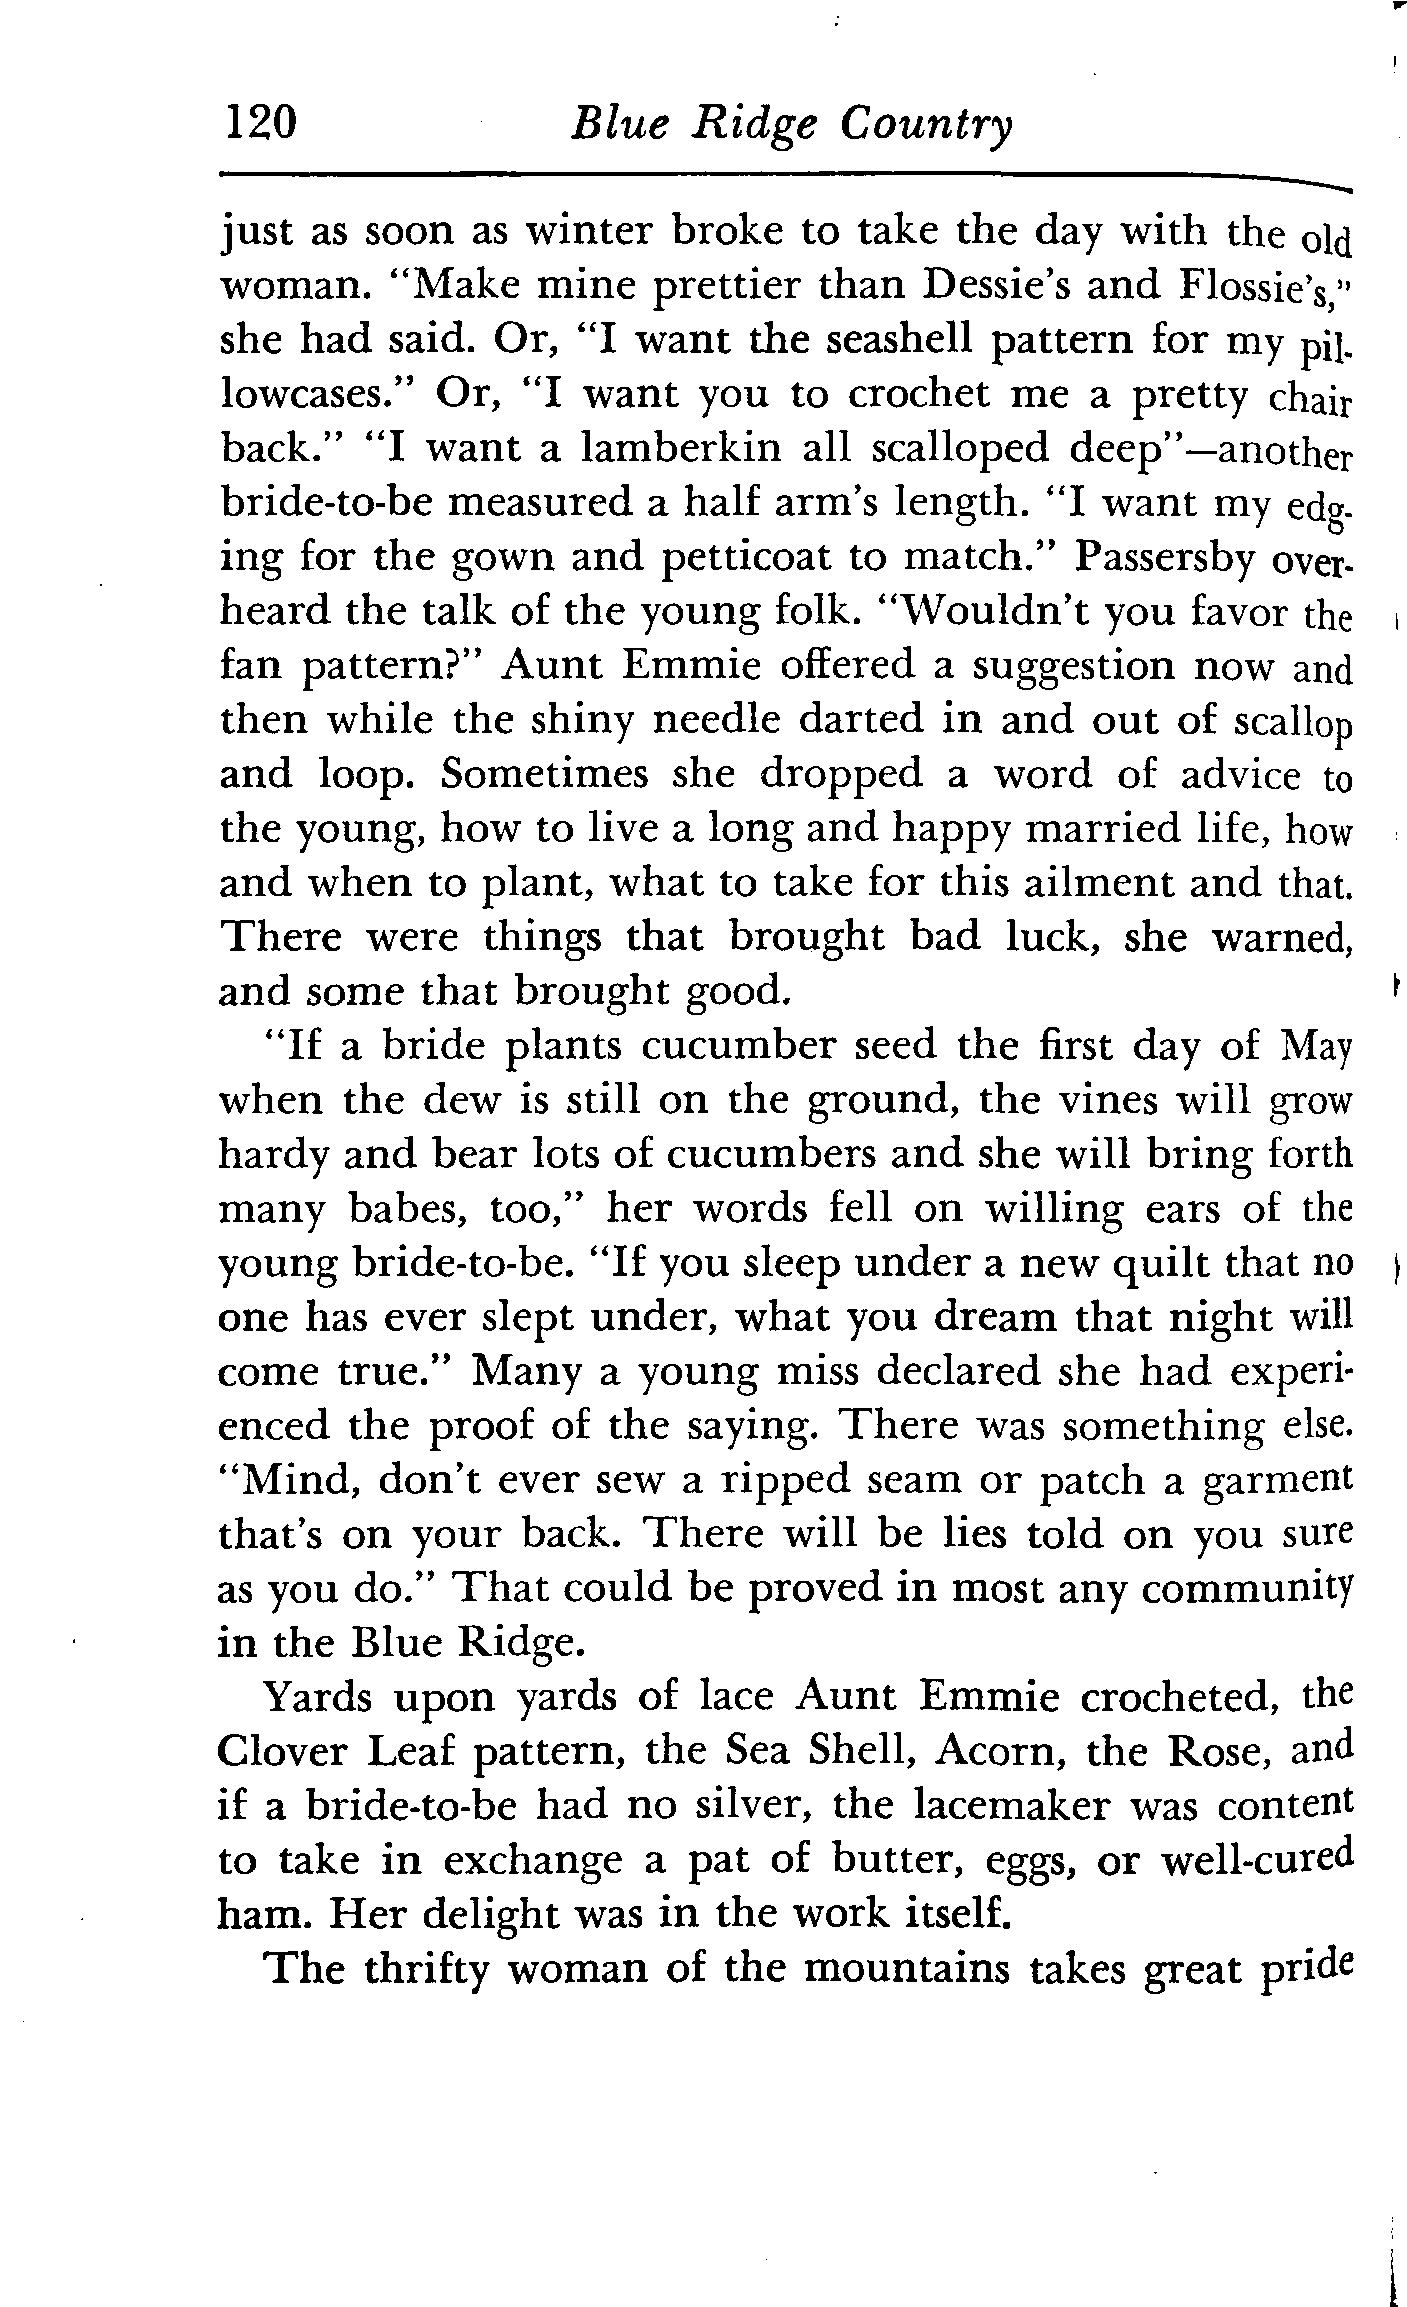 120 Blue Ridge Country
just as soon as winter broke to take the day with the old
woman. "Make mine prettier than Dessie's and Flossie's,"
she had said. Or, "I want the seashell pattern for my pil-
lowcases." Or, "I want you to crochet me a pretty chair
back." "I want a lamberkin all scalloped deep"—another
bride-to-be measured a half arm's length. "I want my edg-
ing for the gown and petticoat to match." Passersby over-
heard the talk of the young folk. "Wouldn't you favor the
fan pattern?" Aunt Emmie offered a suggestion now and
then while the shiny needle darted in and out of scallop
and loop. Sometimes she dropped a word of advice to
the young, how to live a long and happy married life, how
and when to plant, what to take for this ailment and that.
There were things that brought bad luck, she warned,
and some that brought good.
"If a bride plants cucumber seed the first day of May
when the dew is still on the ground, the vines will grow
hardy and bear lots of cucumbers and she will bring forth
many babes, too," her words fell on willing ears of the
young bride-to-be. "If you sleep under a new quilt that no
one has ever slept under, what you dream that night will
come true." Many a young miss declared she had experi-
enced the proof of the saying. There was something else.
"Mind, don't ever sew a ripped seam or patch a garment
that's on your back. There will be lies told on you sure
as you do." That could be proved in most any community
in the Blue Ridge.
Yards upon yards of lace Aunt Emmie crocheted, the
Clover Leaf pattern, the Sea Shell, Acorn, the Rose, and
if a bride-to-be had no silver, the lacemaker was content
to take in exchange a pat of butter, eggs, or well-cured
ham. Her delight was in the work itself.
The thrifty woman of the mountains takes great pride